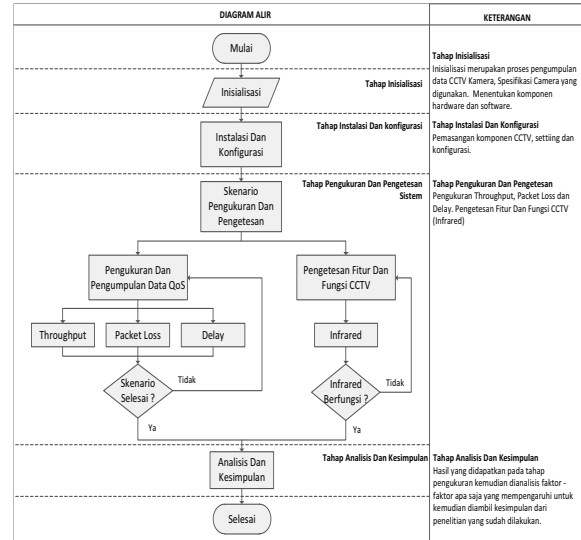 DIAGRAM ALIR
KETERANGAN
Mulai
Tahap Inisialisasi
Inisialisasi merupakan proses pengumpulan
data CCTV Kamera, Spesifikasi Camera yang
digunakan. Menentukan komponen
hardware dan software.
Tahap Inisialisasi
Inisialisasi
Tahap Instalasi Dan konfigurasi
Instalasi Dan
Konfigurasi
Tahap Instalasi Dan Konfigurasi
Pemasangan komponen CCTV, settiing dan
konfigurasi.
Tahap Pengukuran Dan Pengetesan
Sistem
Skenario
Pengukuran Dan
Pengetesan
Tahap Pengukuran Dan Pengetesan
Pengukuran Throughput, Packet Loss dan
Delay. Pengetesan Fitur Dan Fungsi CCTV
(Infrared)
Pengukuran Dan
Pengumpulan Data QoS
Pengetesan Fitur Dan
Fungsi CCTV
Throughput
Packet Loss
Delay
Infrared
Skenario
Selesai ?
Tidak
Infrared
Berfungsi ?
Tidak
Ya
Ya
Tahap Analisis Dan Kesimpulan
Analisis Dan
Kesimpulan
Tahap Analisis Dan Kesimpulan
Hasil yang didapatkan pada tahap
pengukuran kemudian dianalisis faktor -
faktor apa saja yang mempengaruhi untuk
kemudian diambil kesimpulan dari
penelitian yang sudah dilakukan.
Selesai